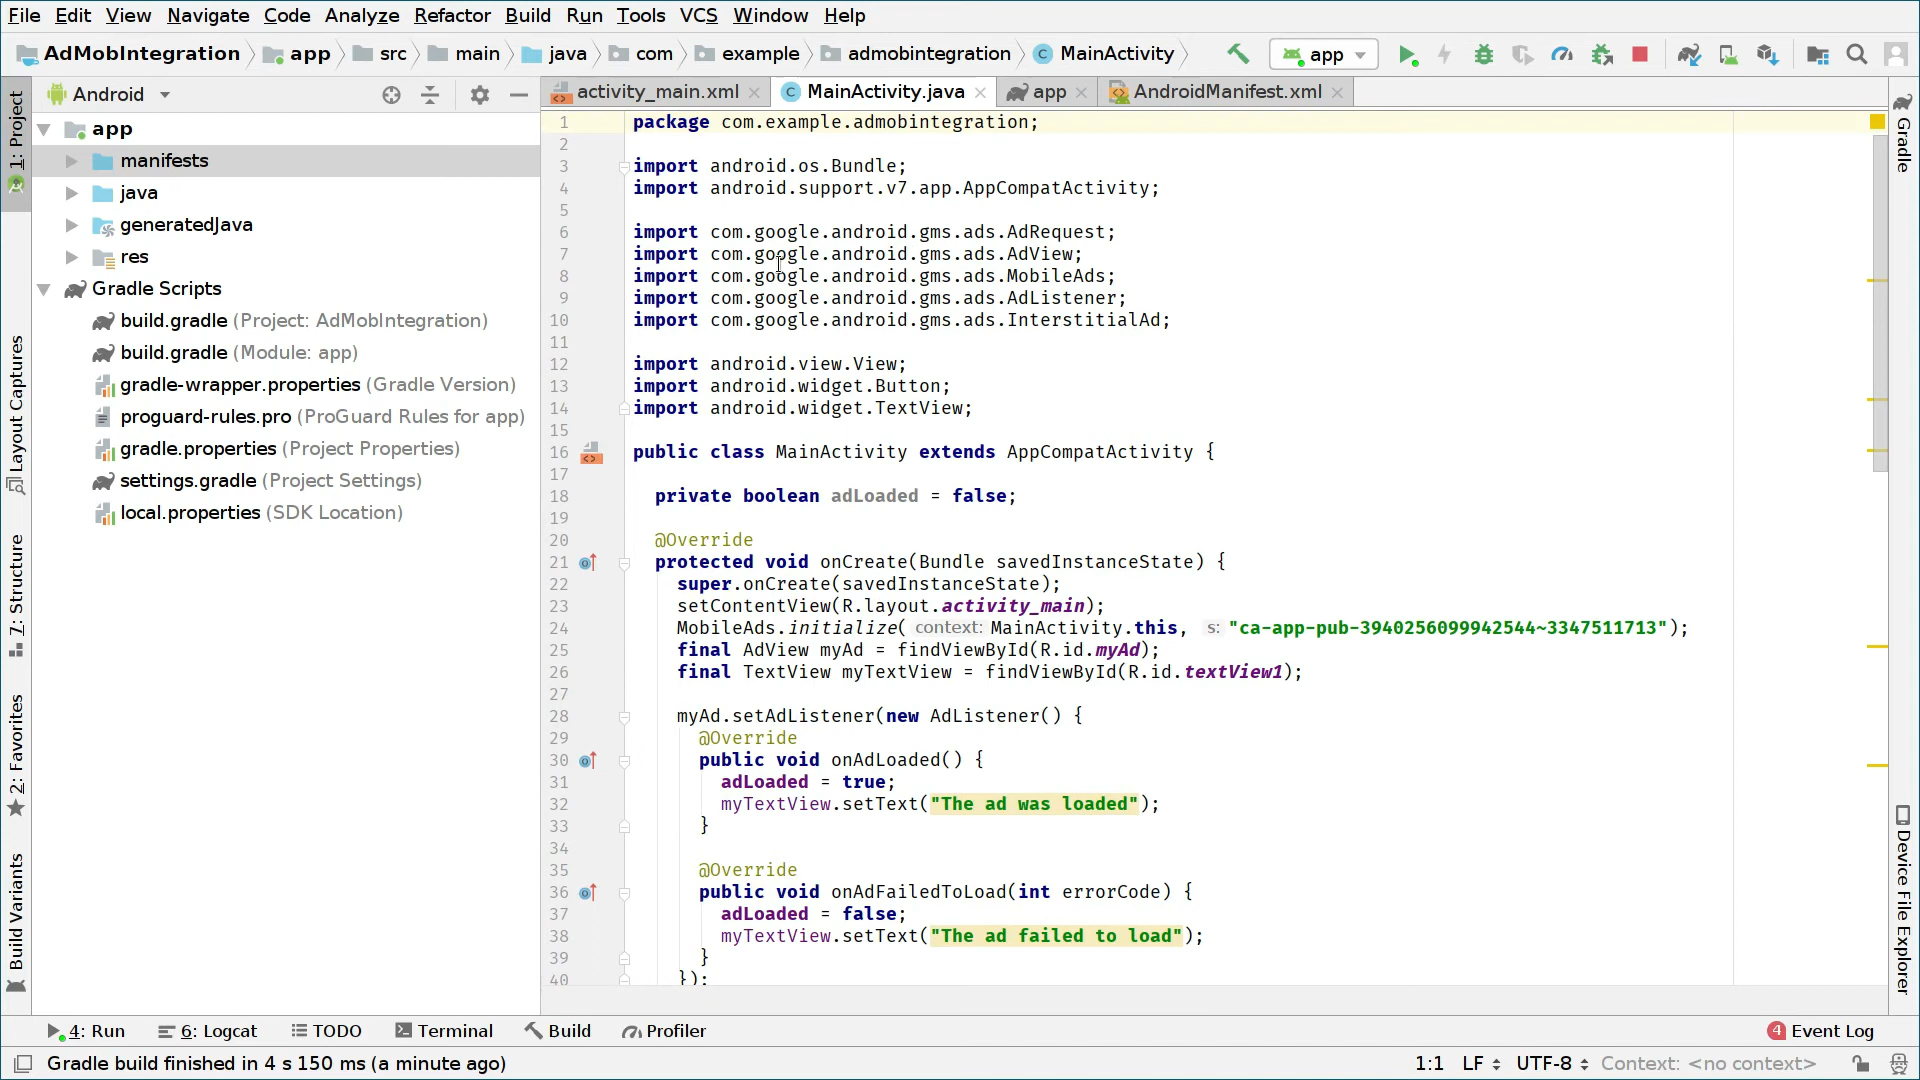 File Edit View Navigate Code Analyze Refactor Build Run Tools VCS Window Help
AdMobIntegration app src main java com example admobintegration MainActivity app
1: Project
Layout Captures
7: Structure
2: Favorites
Build Variants
Android
app
manifests
java
generatedJava
res
Gradle Scripts
build.gradle (Project: AdMobIntegration)
build.gradle (Module: app)
gradle-wrapper.properties (Gradle Version)
proguard-rules.pro (ProGuard Rules for app)
gradle.properties (Project Properties)
settings.gradle (Project Settings)
local.properties (SDK Location)
activity_main.xml MainActivity.java app AndroidManifest.xml
1 package com.example.admobintegration;
2
3 import android.os.Bundle;
4 import android.support.v7.app.AppCompatActivity;
5
6 import com.google.android.gms.ads.AdRequest;
7 import com.google.android.gms.ads.AdView;
8 import com.google.android.gms.ads.MobileAds;
9 import com.google.android.gms.ads.AdListener;
10 import com.google.android.gms.ads.InterstitialAd;
11
12 import android.view.View;
13 import android.widget.Button;
14 import android.widget.TextView;
15
16 public class MainActivity extends AppCompatActivity {
17
18 private boolean adLoaded = false;
19
20 @Override
21 protected void onCreate(Bundle savedInstanceState) {
22 super.onCreate(savedInstanceState);
23 setContentView(R.layout.activity_main);
24 MobileAds.initialize( context: MainActivity.this, s: "ca-app-pub-3940256099942544~3347511713");
25 final AdView myAd = findViewById(R.id.myAd);
26 final TextView myTextView = findViewById(R.id.textView1);
27
28 myAd.setAdListener(new AdListener() {
29 @Override
30 public void onAdLoaded() {
31 adLoaded = true;
32 myTextView.setText("The ad was loaded");
33 }
34
35 @Override
36 public void onAdFailedToLoad(int errorCode) {
37 adLoaded = false;
38 myTextView.setText("The ad failed to load");
39 }
40 });
Gradle
Device File Explorer
4: Run 6: Logcat TODO Terminal Build Profiler 4 Event Log
Gradle build finished in 4 s 150 ms (a minute ago) 1:1 LF UTF-8 Context: <no context>